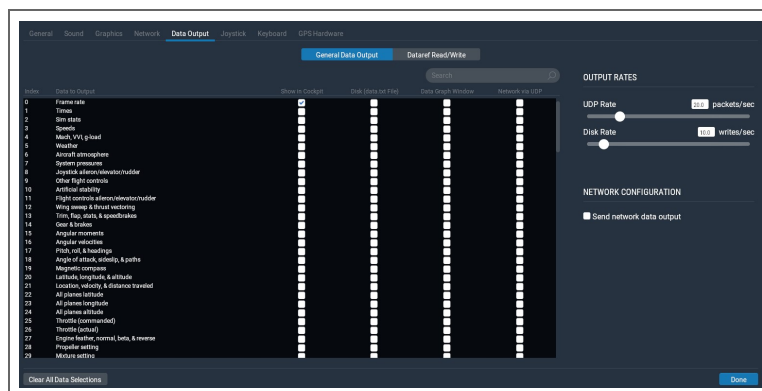 General Sound Graphics Network Data Output Joystick Keyboard GPS Hardware
General Data Output Dataref Read/Write
Search
Index Data to Output Show in Cockpit Disk (data.txt File) Data Graph Window Network via UDP
0 Frame rate
1 Times
2 Sim stats
3 Speeds
4 Mach, VVI, g-load
5 Weather
6 Aircraft atmosphere
7 System pressures
8 Joystick aileron/elevator/rudder
9 Other flight controls
10 Artificial stability
11 Flight controls aileron/elevator/rudder
12 Wing sweep & thrust vectoring
13 Trim, flap, stats, & speedbrakes
14 Gear & brakes
15 Angular moments
16 Angular velocities
17 Pitch, roll, & headings
18 Angle of attack, sideslip, & paths
19 Magnetic compass
20 Latitude, longitude, & altitude
21 Location, velocity, & distance traveled
22 All planes latitude
23 All planes longitude
24 All planes altitude
25 Throttle (commanded)
26 Throttle (actual)
27 Engine feather, normal, beta, & reverse
28 Propeller setting
29 Mixture setting
OUTPUT RATES
UDP Rate 20.0 packets/sec
Disk Rate 10.0 writes/sec
NETWORK CONFIGURATION
Send network data output
Clear All Data Selections Done